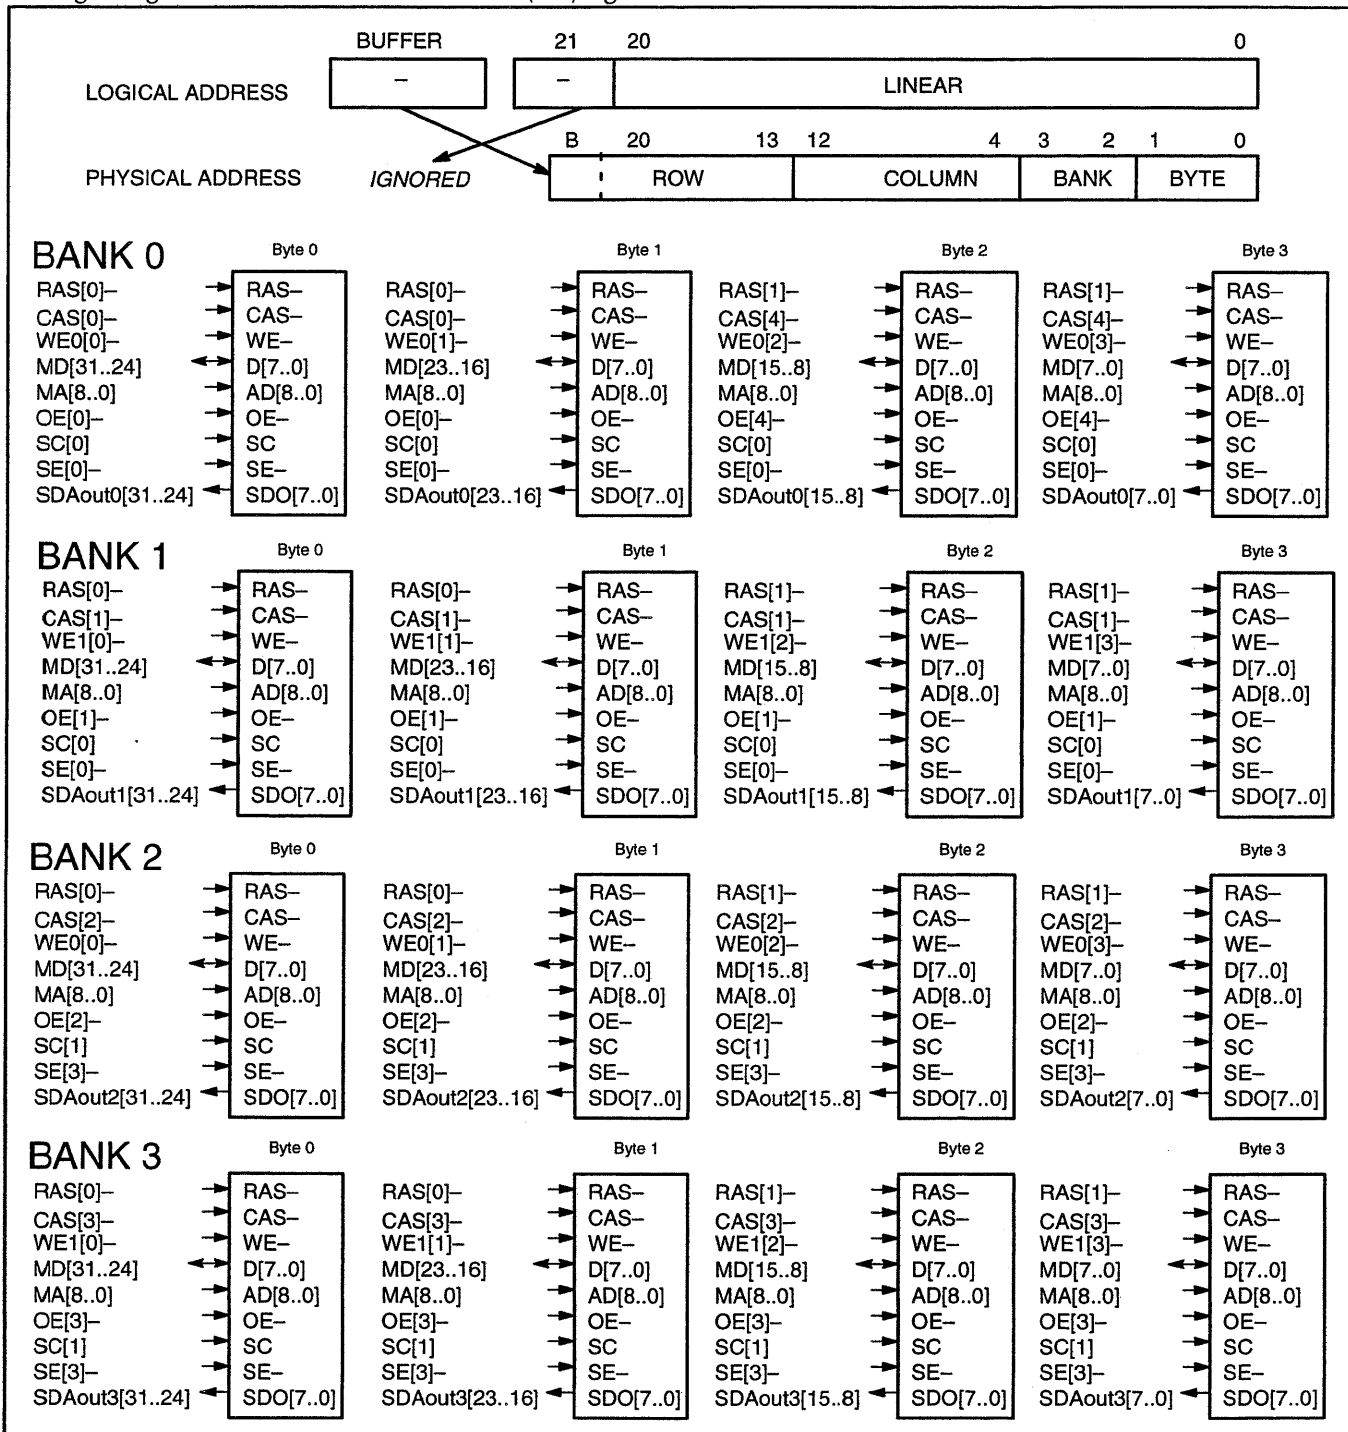 BUFFER 21 20 0
LOGICAL ADDRESS – – LINEAR
B 20 13 12 4 3 2 1 0
PHYSICAL ADDRESS IGNORED ROW COLUMN BANK BYTE
BANK 0 Byte 0 Byte 1 Byte 2 Byte 3
RAS[0]– RAS– RAS[0]– RAS– RAS[1]– RAS– RAS[1]– RAS–
CAS[0]– CAS– CAS[0]– CAS– CAS[4]– CAS– CAS[4]– CAS–
WE0[0]– WE– WE0[1]– WE– WE0[2]– WE– WE0[3]– WE–
MD[31..24] D[7..0] MD[23..16] D[7..0] MD[15..8] D[7..0] MD[7..0] D[7..0]
MA[8..0] AD[8..0] MA[8..0] AD[8..0] MA[8..0] AD[8..0] MA[8..0] AD[8..0]
OE[0]– OE– OE[0]– OE– OE[4]– OE– OE[4]– OE–
SC[0] SC SC[0] SC SC[0] SC SC[0] SC
SE[0]– SE– SE[0]– SE– SE[0]– SE– SE[0]– SE–
SDAout0[31..24] SDO[7..0] SDAout0[23..16] SDO[7..0] SDAout0[15..8] SDO[7..0] SDAout0[7..0] SDO[7..0]
BANK 1 Byte 0 Byte 1 Byte 2 Byte 3
RAS[0]– RAS– RAS[0]– RAS– RAS[1]– RAS– RAS[1]– RAS–
CAS[1]– CAS– CAS[1]– CAS– CAS[1]– CAS– CAS[1]– CAS–
WE1[0]– WE– WE1[1]– WE– WE1[2]– WE– WE1[3]– WE–
MD[31..24] D[7..0] MD[23..16] D[7..0] MD[15..8] D[7..0] MD[7..0] D[7..0]
MA[8..0] AD[8..0] MA[8..0] AD[8..0] MA[8..0] AD[8..0] MA[8..0] AD[8..0]
OE[1]– OE– OE[1]– OE– OE[1]– OE– OE[1]– OE–
SC[0] SC SC[0] SC SC[0] SC SC[0] SC
SE[0]– SE– SE[0]– SE– SE[0]– SE– SE[0]– SE–
SDAout1[31..24] SDO[7..0] SDAout1[23..16] SDO[7..0] SDAout1[15..8] SDO[7..0] SDAout1[7..0] SDO[7..0]
BANK 2 Byte 0 Byte 1 Byte 2 Byte 3
RAS[0]– RAS– RAS[0]– RAS– RAS[1]– RAS– RAS[1]– RAS–
CAS[2]– CAS– CAS[2]– CAS– CAS[2]– CAS– CAS[2]– CAS–
WE0[0]– WE– WE0[1]– WE– WE0[2]– WE– WE0[3]– WE–
MD[31..24] D[7..0] MD[23..16] D[7..0] MD[15..8] D[7..0] MD[7..0] D[7..0]
MA[8..0] AD[8..0] MA[8..0] AD[8..0] MA[8..0] AD[8..0] MA[8..0] AD[8..0]
OE[2]– OE– OE[2]– OE– OE[2]– OE– OE[2]– OE–
SC[1] SC SC[1] SC SC[1] SC SC[1] SC
SE[3]– SE– SE[3]– SE– SE[3]– SE– SE[3]– SE–
SDAout2[31..24] SDO[7..0] SDAout2[23..16] SDO[7..0] SDAout2[15..8] SDO[7..0] SDAout2[7..0] SDO[7..0]
BANK 3 Byte 0 Byte 1 Byte 2 Byte 3
RAS[0]– RAS– RAS[0]– RAS– RAS[1]– RAS– RAS[1]– RAS–
CAS[3]– CAS– CAS[3]– CAS– CAS[3]– CAS– CAS[3]– CAS–
WE1[0]– WE– WE1[1]– WE– WE1[2]– WE– WE1[3]– WE–
MD[31..24] D[7..0] MD[23..16] D[7..0] MD[15..8] D[7..0] MD[7..0] D[7..0]
MA[8..0] AD[8..0] MA[8..0] AD[8..0] MA[8..0] AD[8..0] MA[8..0] AD[8..0]
OE[3]– OE– OE[3]– OE– OE[3]– OE– OE[3]– OE–
SC[1] SC SC[1] SC SC[1] SC SC[1] SC
SE[3]– SE– SE[3]– SE– SE[3]– SE– SE[3]– SE–
SDAout3[31..24] SDO[7..0] SDAout3[23..16] SDO[7..0] SDAout3[15..8] SDO[7..0] SDAout3[7..0] SDO[7..0]